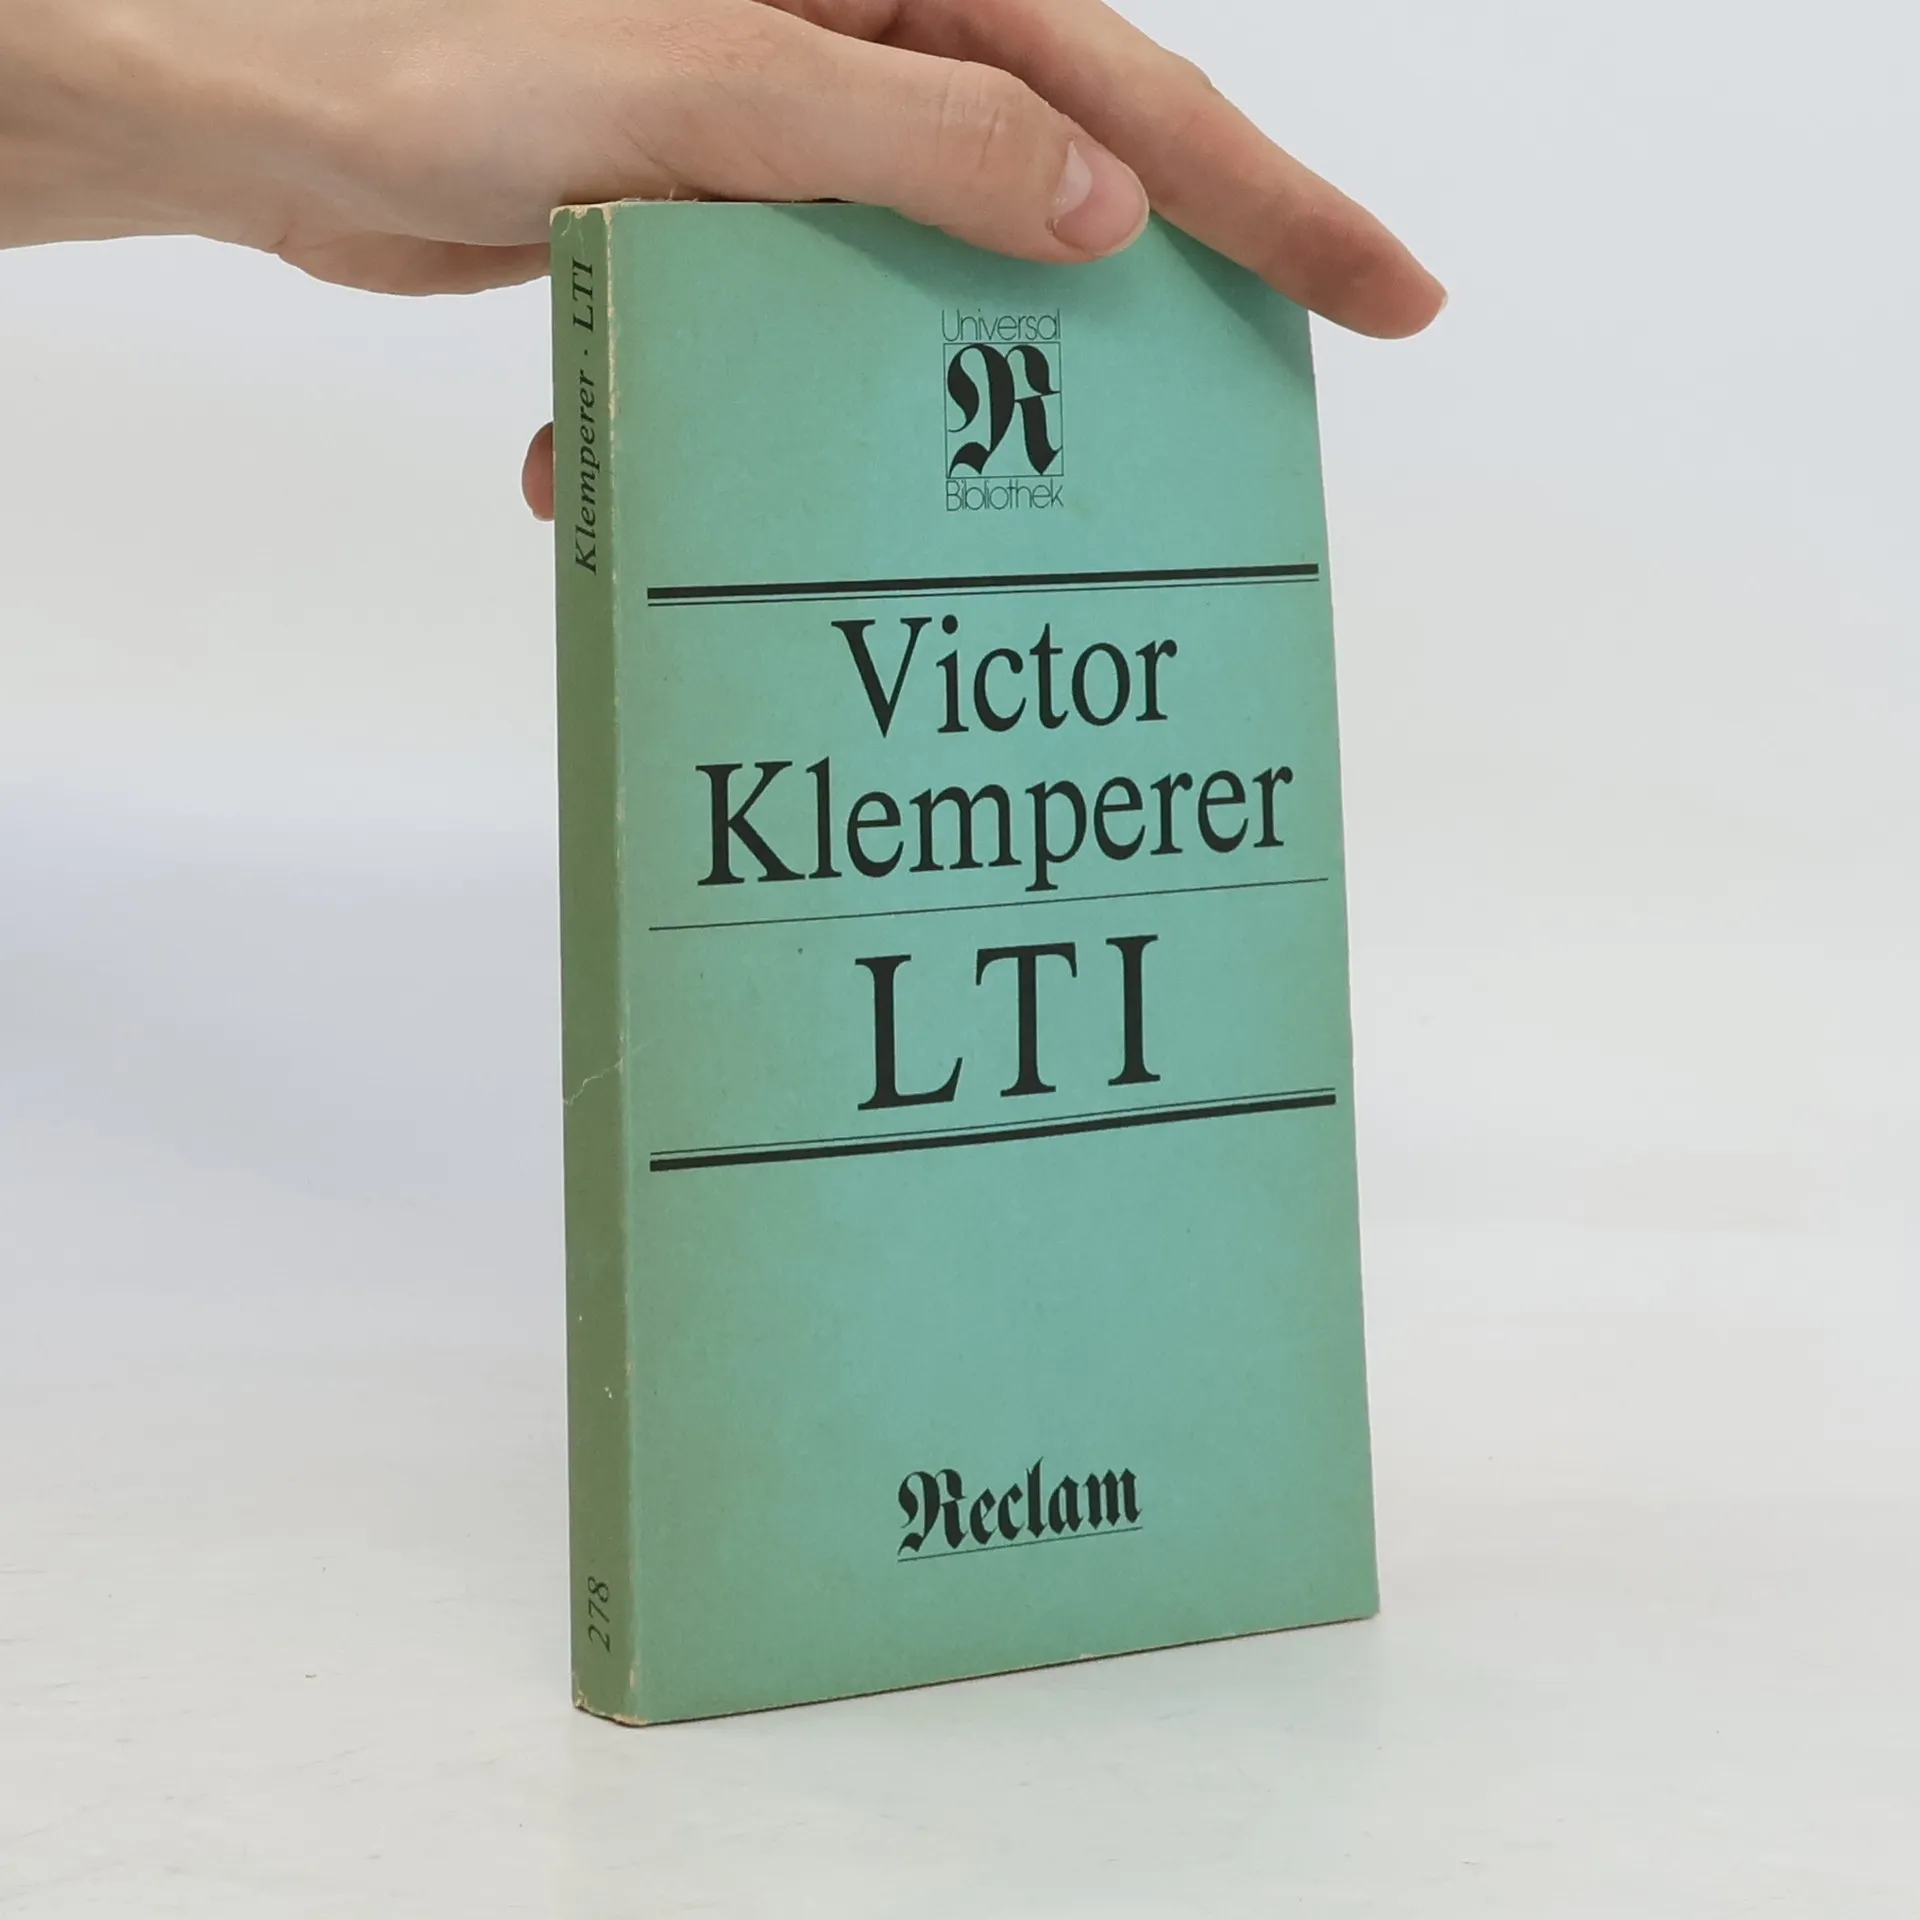 Universal
R
Bibliothek
Victor
Klemperer
LTI
Reclam
Klemperer · LTI
278